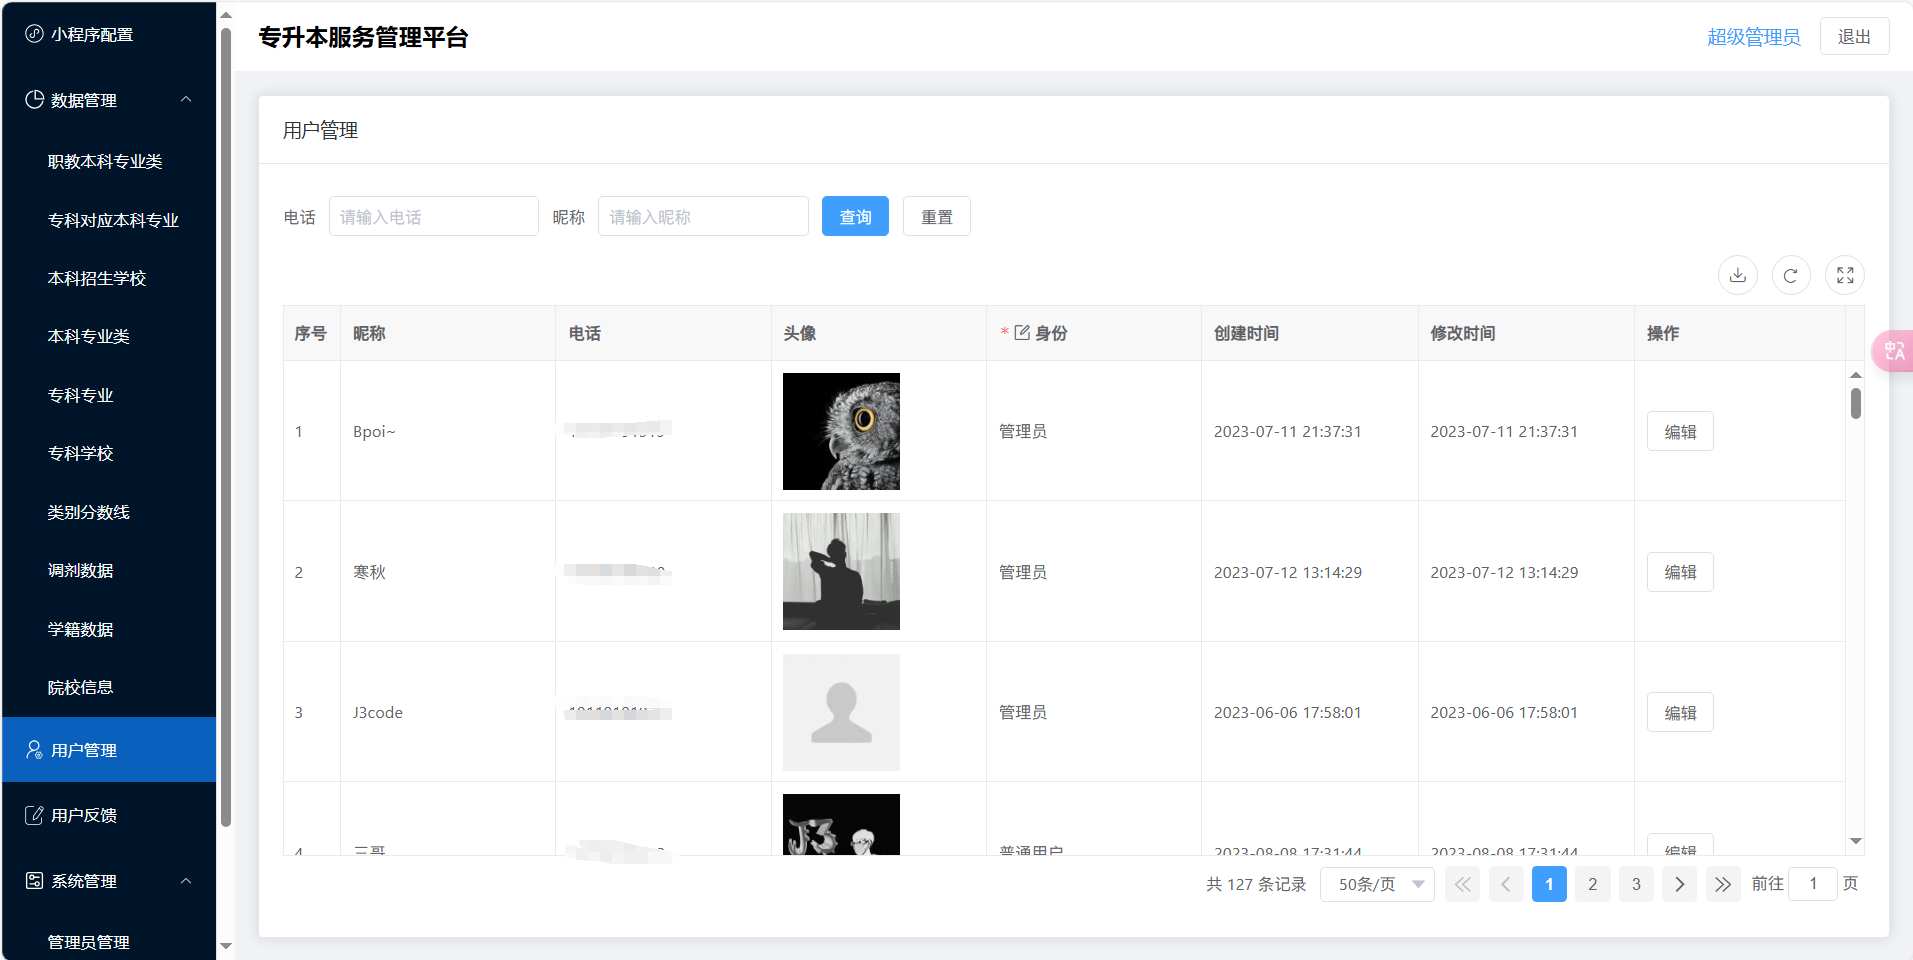 小程序配置
数据管理
职教本科专业类
专科对应本科专业
本科招生学校
本科专业类
专科专业
专科学校
类别分数线
调剂数据
学籍数据
院校信息
用户管理
用户反馈
系统管理
管理员管理
专升本服务管理平台
超级管理员 退出
用户管理
电话 请输入电话 昵称 请输入昵称 查询 重置
序号 昵称 电话 头像 * 身份 创建时间 修改时间 操作
1 Bpoi~ 管理员 2023-07-11 21:37:31 2023-07-11 21:37:31 编辑
2 寒秋 管理员 2023-07-12 13:14:29 2023-07-12 13:14:29 编辑
3 J3code 管理员 2023-06-06 17:58:01 2023-06-06 17:58:01 编辑
J3
4 三哥 普通用户 2023-08-08 17:31:44 2023-08-08 17:31:44 编辑
共 127 条记录 50条/页 1 2 3 前往 1 页
中A